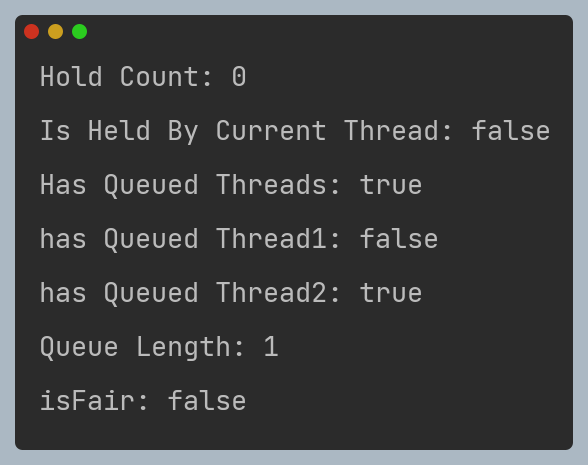 Hold Count: 0
Is Held By Current Thread: false
Has Queued Threads: true
has Queued Thread1: false
has Queued Thread2: true
Queue Length: 1
isFair: false